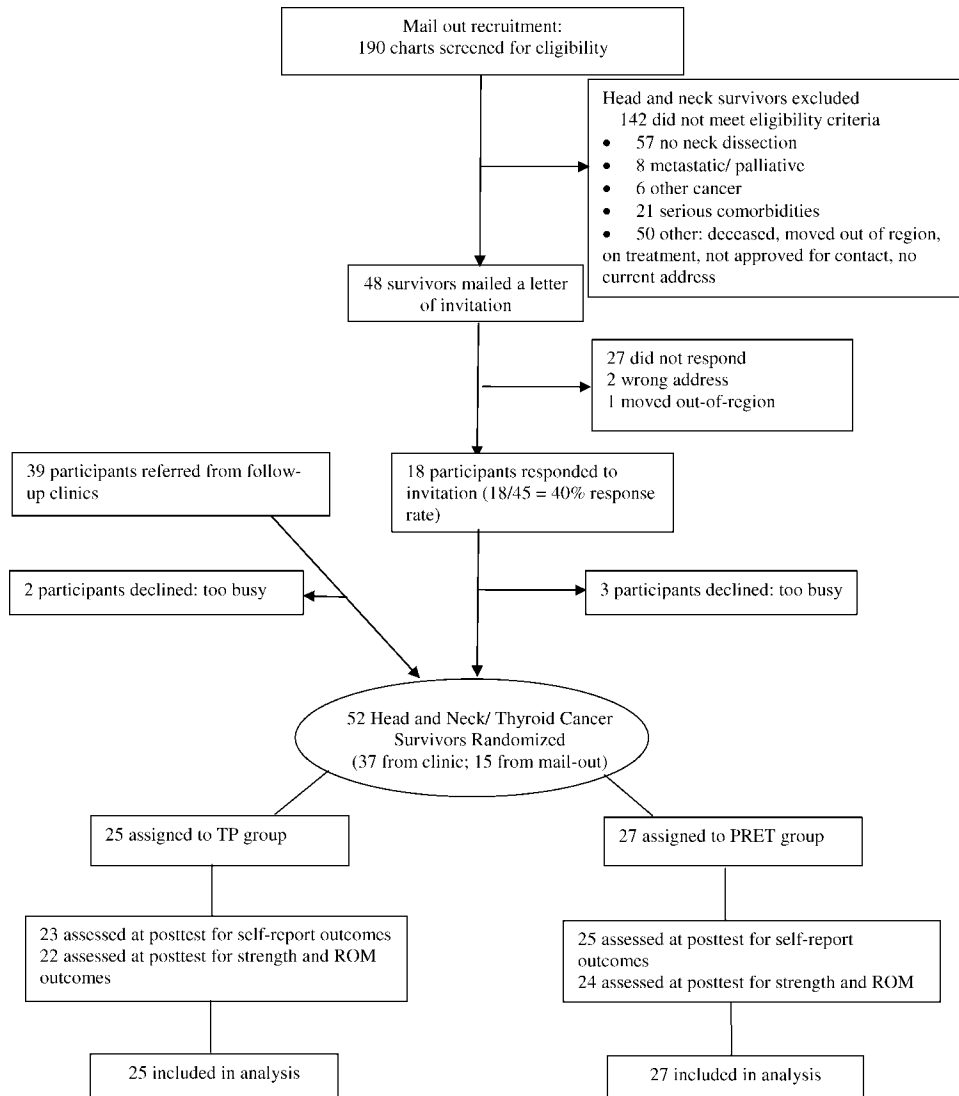 Mail out recruitment:
190 charts screened for eligibility
Head and neck survivors excluded
142 did not meet eligibility criteria
• 57 no neck dissection
• 8 metastatic/ palliative
• 6 other cancer
• 21 serious comorbidities
• 50 other: deceased, moved out of region,
on treatment, not approved for contact, no
current address
48 survivors mailed a letter
of invitation
27 did not respond
2 wrong address
1 moved out-of-region
39 participants referred from follow-
up clinics
18 participants responded to
invitation (18/45 = 40% response
rate)
2 participants declined: too busy
3 participants declined: too busy
52 Head and Neck/ Thyroid Cancer
Survivors Randomized
(37 from clinic; 15 from mail-out)
25 assigned to TP group
27 assigned to PRET group
23 assessed at posttest for self-report outcomes
22 assessed at posttest for strength and ROM
outcomes
25 assessed at posttest for self-report
outcomes
24 assessed at posttest for strength and ROM
25 included in analysis
27 included in analysis